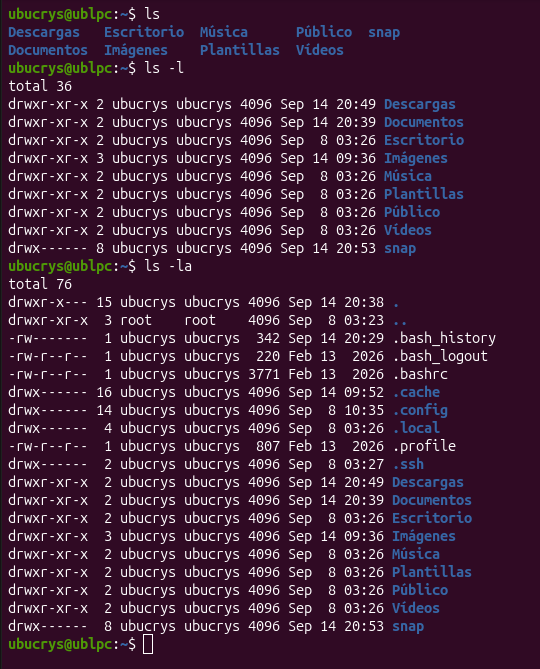 ubucrys@ublpc:~$ ls
Descargas   Escritorio  Música      Público  snap
Documentos  Imágenes    Plantillas  Vídeos
ubucrys@ublpc:~$ ls -l
total 36
drwxr-xr-x 2 ubucrys ubucrys 4096 Sep 14 20:49 Descargas
drwxr-xr-x 2 ubucrys ubucrys 4096 Sep 14 20:39 Documentos
drwxr-xr-x 2 ubucrys ubucrys 4096 Sep  8 03:26 Escritorio
drwxr-xr-x 3 ubucrys ubucrys 4096 Sep 14 09:36 Imágenes
drwxr-xr-x 2 ubucrys ubucrys 4096 Sep  8 03:26 Música
drwxr-xr-x 2 ubucrys ubucrys 4096 Sep  8 03:26 Plantillas
drwxr-xr-x 2 ubucrys ubucrys 4096 Sep  8 03:26 Público
drwxr-xr-x 2 ubucrys ubucrys 4096 Sep  8 03:26 Vídeos
drwx------ 8 ubucrys ubucrys 4096 Sep 14 20:53 snap
ubucrys@ublpc:~$ ls -la
total 76
drwxr-x--- 15 ubucrys ubucrys 4096 Sep 14 20:38 .
drwxr-xr-x  3 root    root    4096 Sep  8 03:23 ..
-rw-------  1 ubucrys ubucrys  342 Sep 14 20:29 .bash_history
-rw-r--r--  1 ubucrys ubucrys  220 Feb 13  2026 .bash_logout
-rw-r--r--  1 ubucrys ubucrys 3771 Feb 13  2026 .bashrc
drwx------ 16 ubucrys ubucrys 4096 Sep 14 09:52 .cache
drwx------ 14 ubucrys ubucrys 4096 Sep  8 10:35 .config
drwx------  4 ubucrys ubucrys 4096 Sep  8 03:26 .local
-rw-r--r--  1 ubucrys ubucrys  807 Feb 13  2026 .profile
drwx------  2 ubucrys ubucrys 4096 Sep  8 03:27 .ssh
drwxr-xr-x  2 ubucrys ubucrys 4096 Sep 14 20:49 Descargas
drwxr-xr-x  2 ubucrys ubucrys 4096 Sep 14 20:39 Documentos
drwxr-xr-x  2 ubucrys ubucrys 4096 Sep  8 03:26 Escritorio
drwxr-xr-x  3 ubucrys ubucrys 4096 Sep 14 09:36 Imágenes
drwxr-xr-x  2 ubucrys ubucrys 4096 Sep  8 03:26 Música
drwxr-xr-x  2 ubucrys ubucrys 4096 Sep  8 03:26 Plantillas
drwxr-xr-x  2 ubucrys ubucrys 4096 Sep  8 03:26 Público
drwxr-xr-x  2 ubucrys ubucrys 4096 Sep  8 03:26 Vídeos
drwx------  8 ubucrys ubucrys 4096 Sep 14 20:53 snap
ubucrys@ublpc:~$